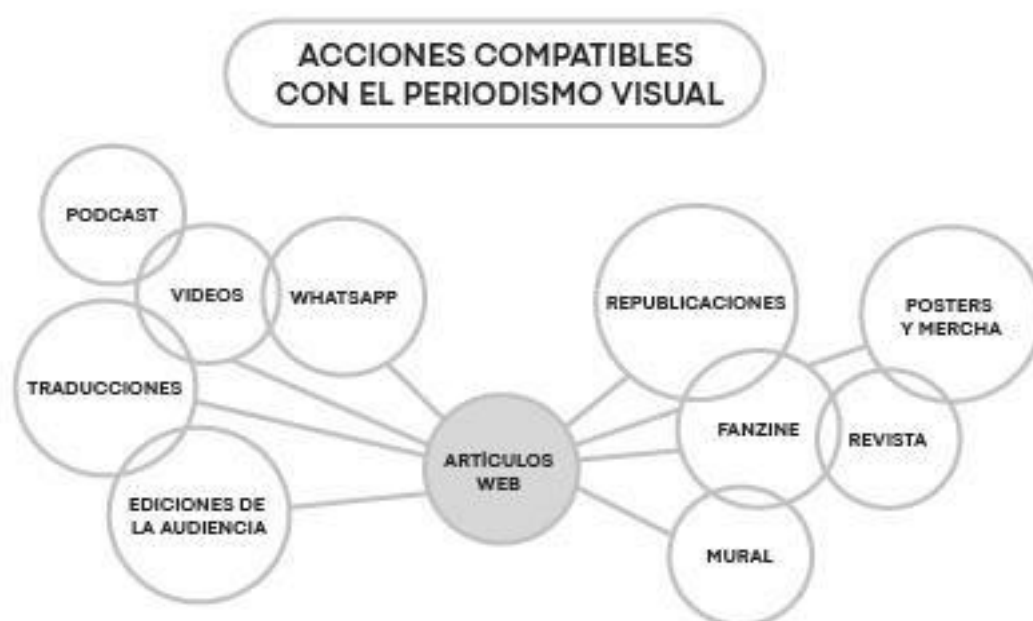 ACCIONES COMPATIBLES
CON EL PERIODISMO VISUAL
PODCAST
VIDEOS
WHATSAPP
TRADUCCIONES
EDICIONES DE
LA AUDIENCIA
ARTÍCULOS
WEB
REPUBLICACIONES
POSTERS
Y MERCHA
FANZINE
REVISTA
MURAL